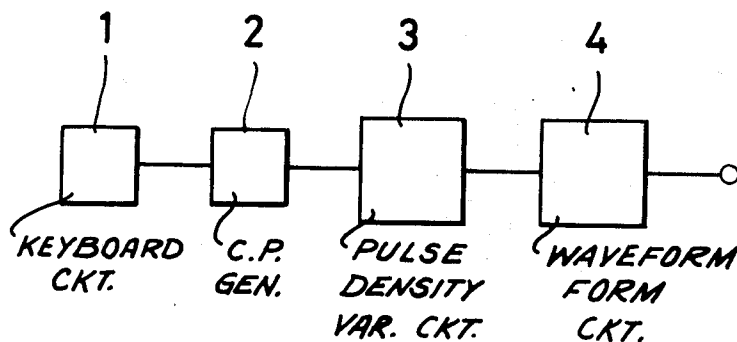 1 2 3 4
KEYBOARD CKT.
C.P. GEN.
PULSE DENSITY VAR. CKT.
WAVEFORM FORM CKT.